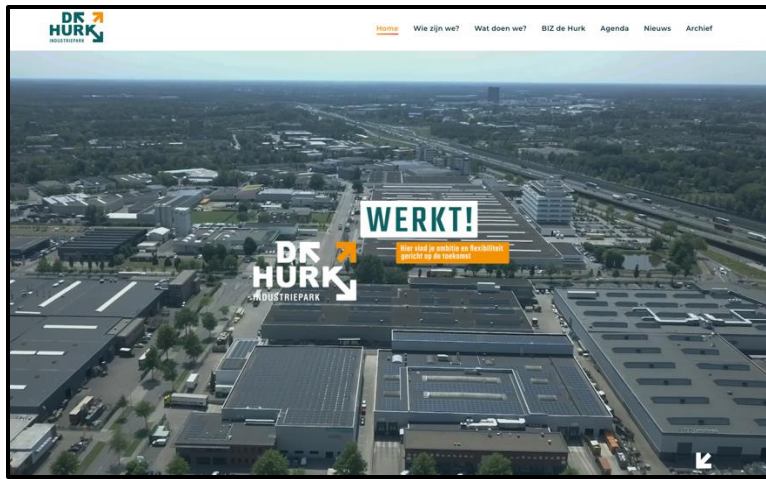 DE HURK
INDUSTRIEPARK
Home Wie zijn we? Wat doen we? BIZ de Hurk Agenda Nieuws Archief
WERKT!
Hier vind je ambitie en flexibiliteit
gericht op de toekomst
DE
HURK
INDUSTRIEPARK